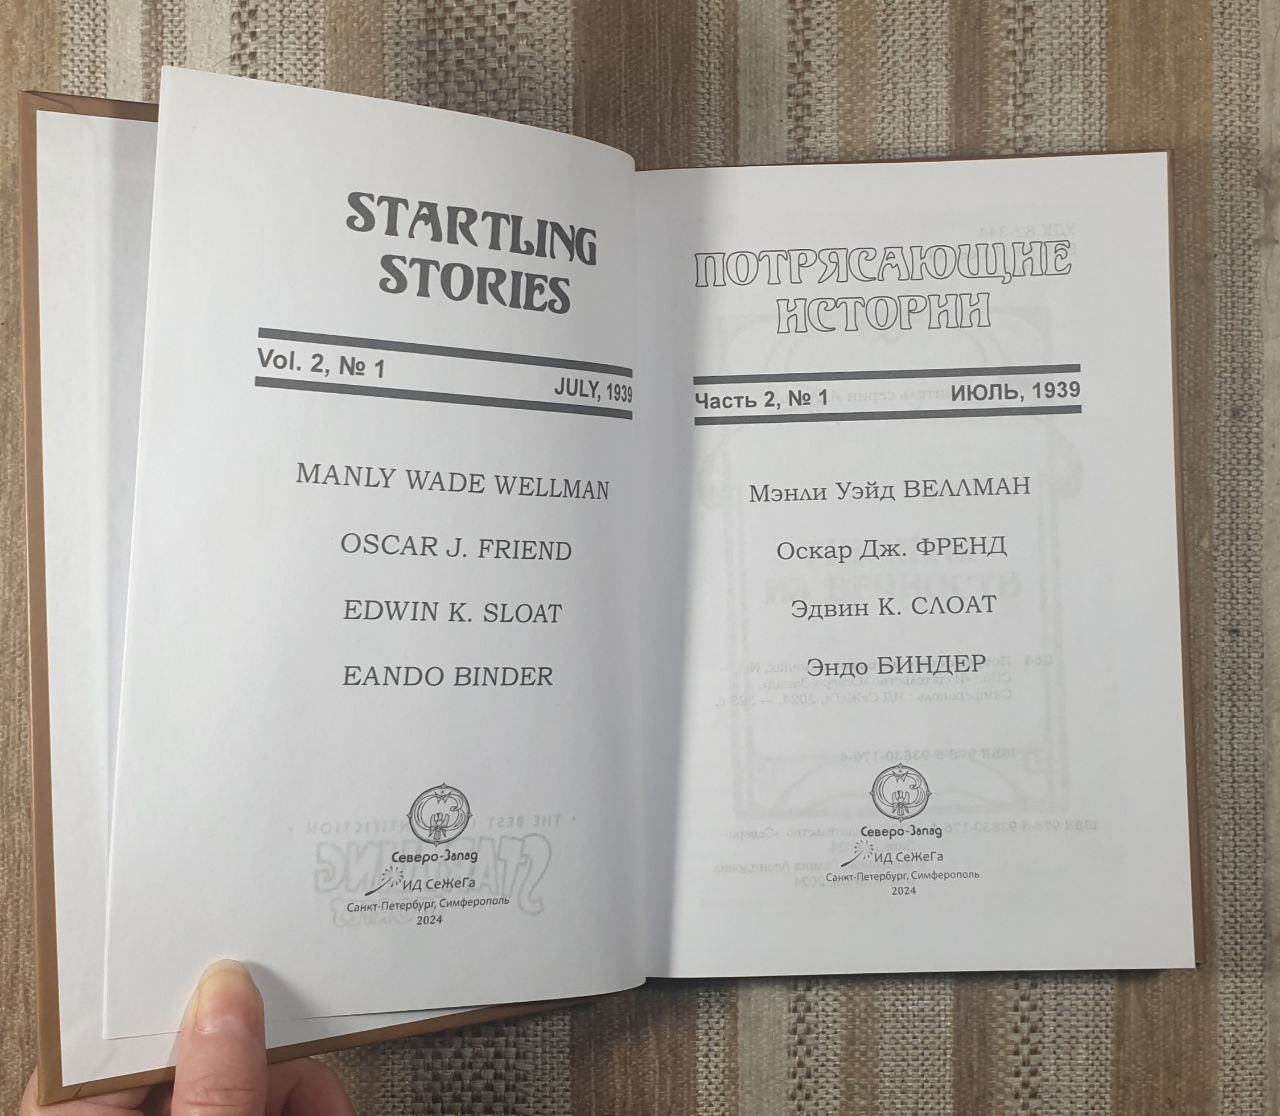 STARTLING
STORIES
Vol. 2, № 1
JULY, 1939
MANLY WADE WELLMAN
OSCAR J. FRIEND
EDWIN K. SLOAT
EANDO BINDER
Северо-Запад
ИД СеЖеГа
Санкт-Петербург, Симферополь
2024
ПОТРЯСАЮЩИЕ
ИСТОРИИ
Часть 2, № 1
ИЮЛЬ, 1939
Мэнли Уэйд ВЕЛЛМАН
Оскар Дж. ФРЕНД
Эдвин К. СЛОАТ
Эндо БИНДЕР
Северо-Запад
ИД СеЖеГа
Санкт-Петербург, Симферополь
2024